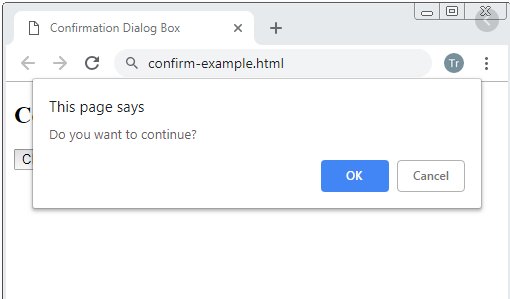 Confirmation Dialog Box
confirm-example.html
Tr
This page says
Do you want to continue?
OK
Cancel